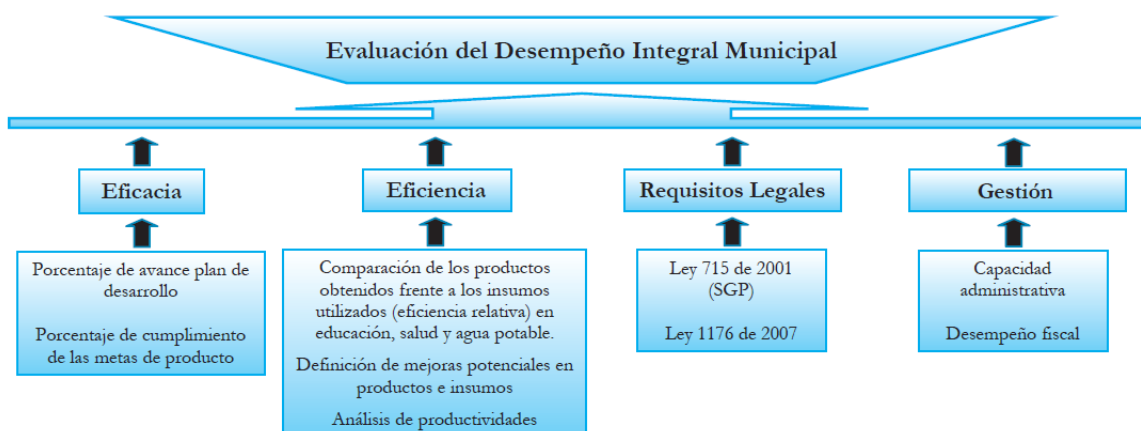 Evaluación del Desempeño Integral Municipal
Eficacia
Eficiencia
Requisitos Legales
Gestión
Porcentaje de avance plan de
desarrollo
Porcentaje de cumplimiento
de las metas de producto
Comparación de los productos
obtenidos frente a los insumos
utilizados (eficiencia relativa) en
educación, salud y agua potable.
Definición de mejoras potenciales en
productos e insumos
Análisis de productividades
Ley 715 de 2001
(SGP)
Ley 1176 de 2007
Capacidad
administrativa
Desempeño fiscal